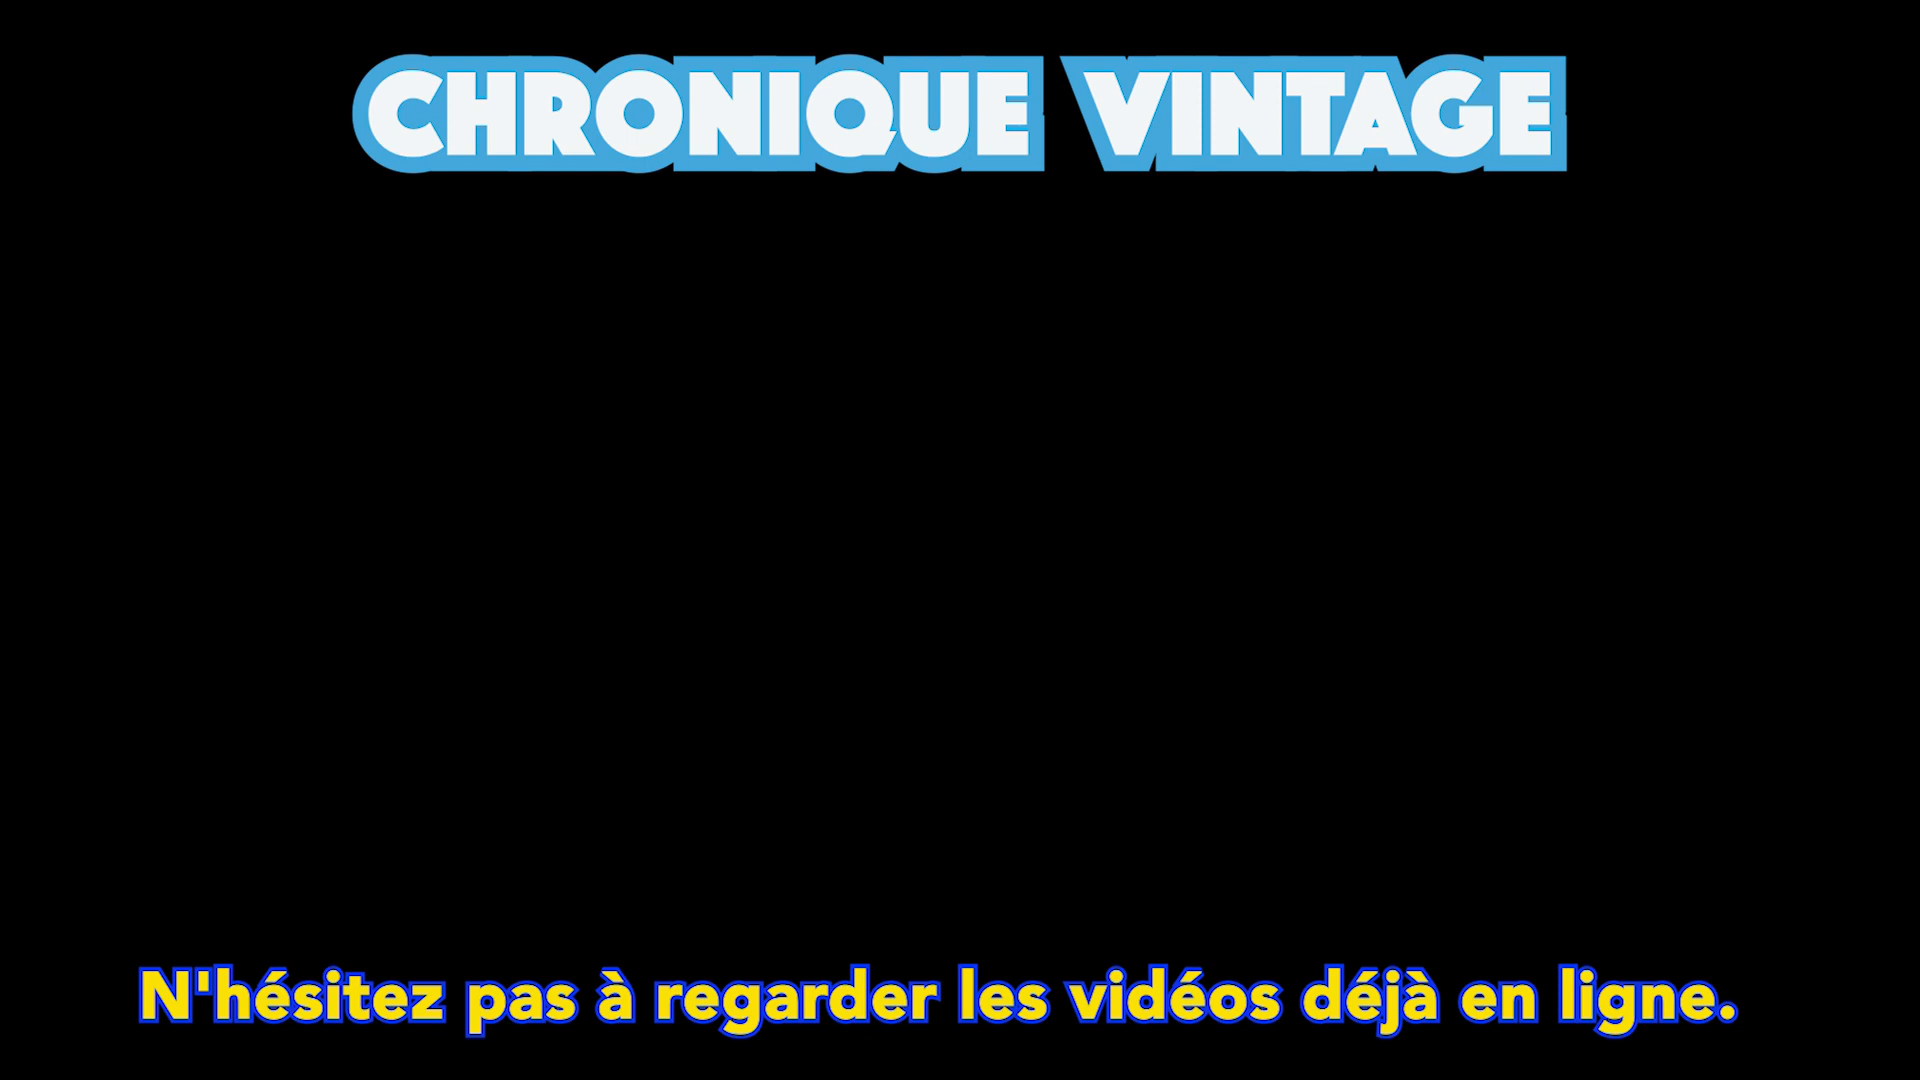 CHRONIQUE VINTAGE
N'hésitez pas à regarder les vidéos déjà en ligne.